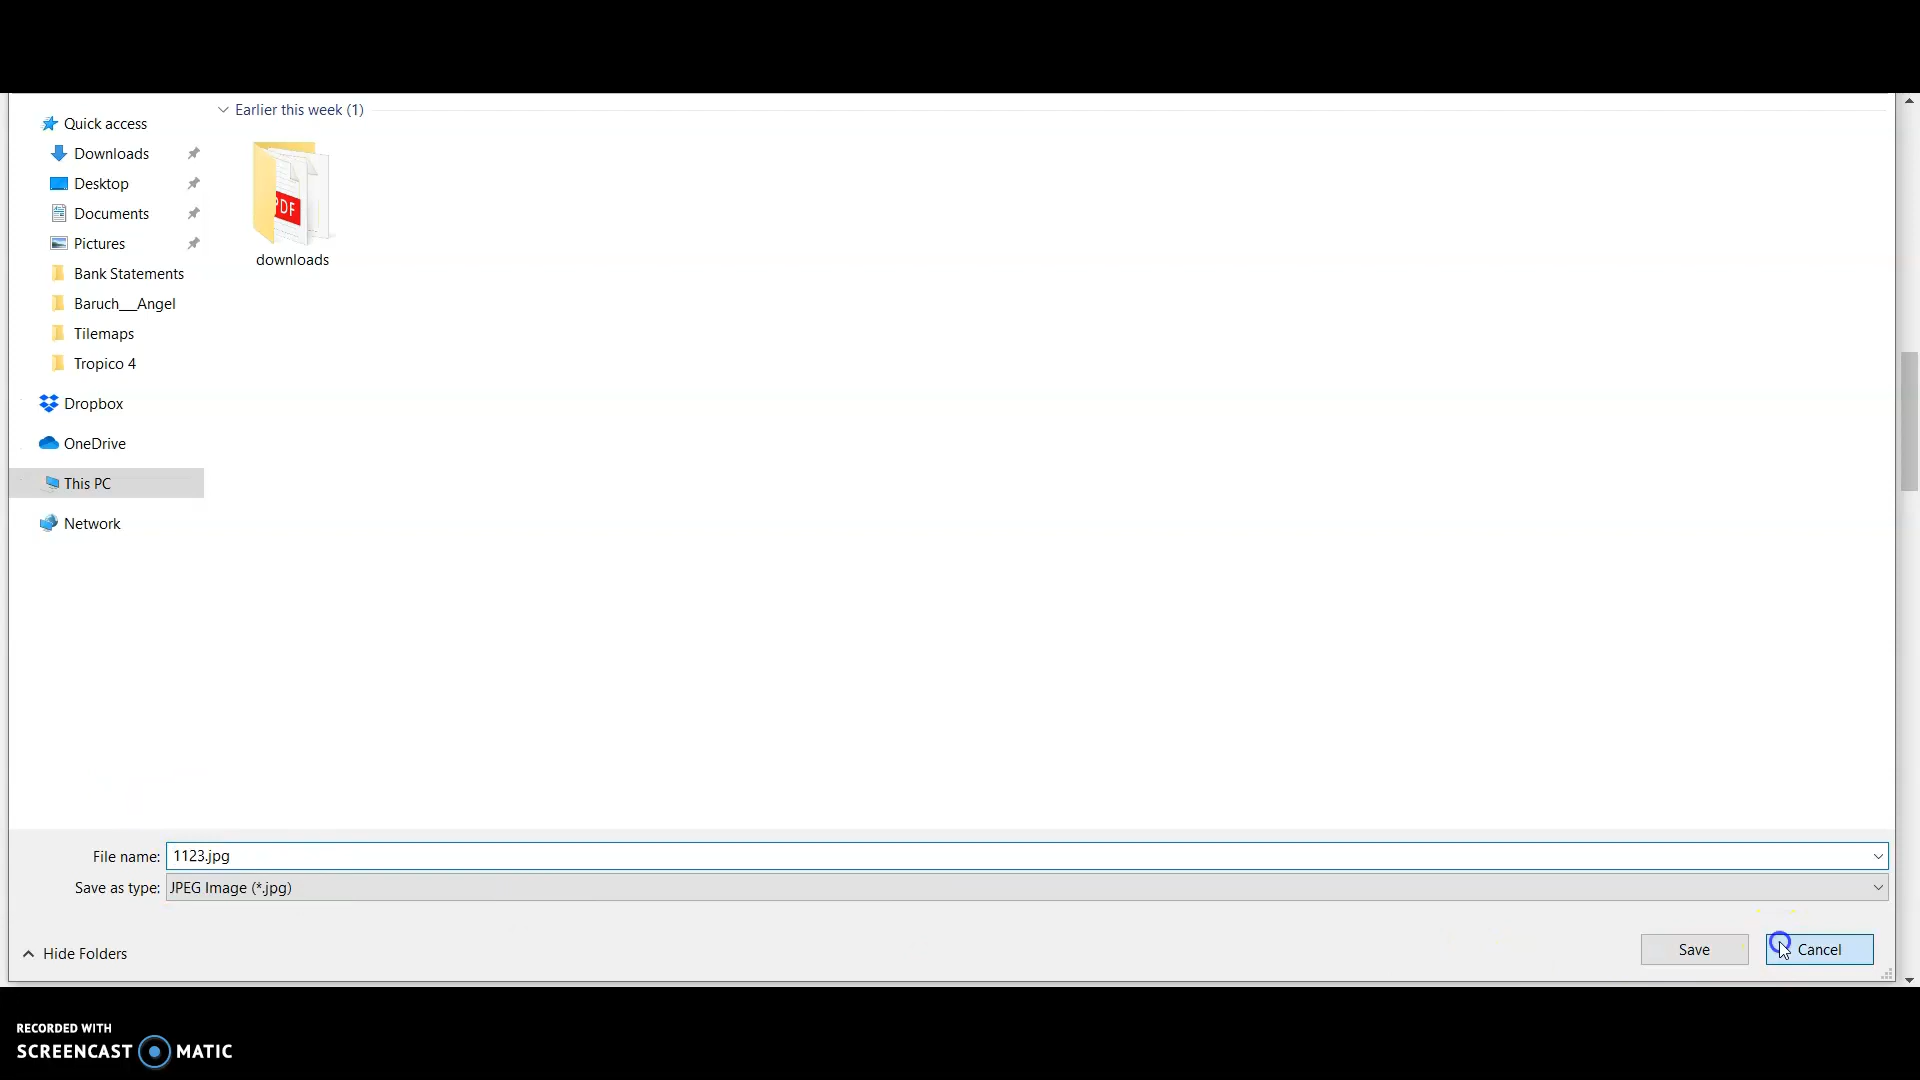 Earlier this week (1)
Quick access
Downloads
Desktop
Documents
Pictures
Bank Statements
Baruch__Angel
Tilemaps
Tropico 4
Dropbox
OneDrive
This PC
Network
PDF
downloads
File name: 1123.jpg
Save as type: JPEG Image (*.jpg)
Hide Folders
Save
Cancel
RECORDED WITH
SCREENCAST MATIC